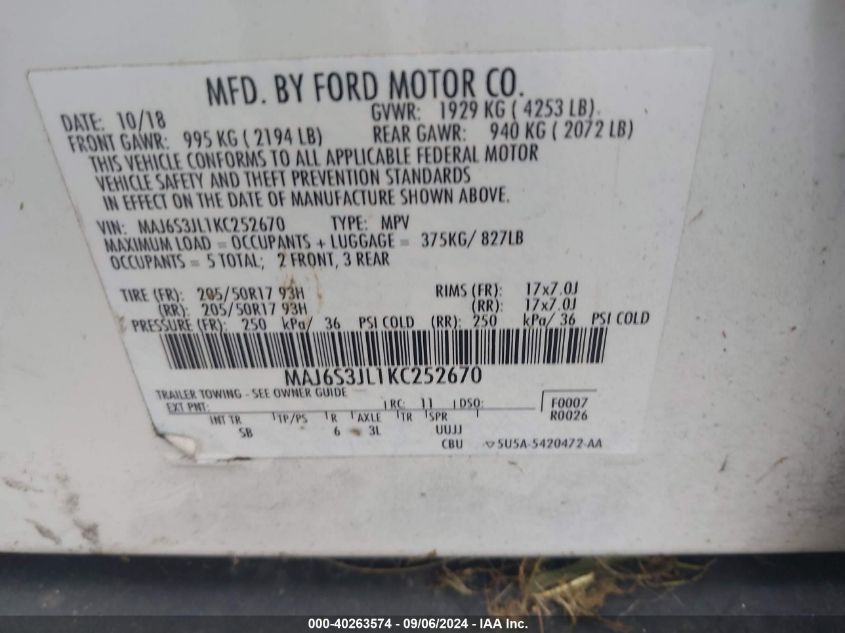 MFD. BY FORD MOTOR CO.
DATE: 10/18 GVWR: 1929 KG ( 4253 LB)
FRONT GAWR: 995 KG ( 2194 LB) REAR GAWR: 940 KG ( 2072 LB)
THIS VEHICLE CONFORMS TO ALL APPLICABLE FEDERAL MOTOR
VEHICLE SAFETY AND THEFT PREVENTION STANDARDS
IN EFFECT ON THE DATE OF MANUFACTURE SHOWN ABOVE.
VIN: MAJ6S3JL1KC252670 TYPE: MPV
MAXIMUM LOAD = OCCUPANTS + LUGGAGE = 375KG/ 827LB
OCCUPANTS = 5 TOTAL; 2 FRONT, 3 REAR
TIRE (FR): 205/50R17 93H RIMS (FR): 17x7.0J
(RR): 205/50R17 93H (RR): 17x7.0J
PRESSURE (FR): 250 kPa/ 36 PSI COLD (RR): 250 kPa/ 36 PSI COLD
MAJ6S3JL1KC252670
TRAILER TOWING - SEE OWNER GUIDE
EXT PNT: RC: 11 DSO: F0007
R0026
INT TR TP/PS R AXLE TR SPR
SB 6 3L UUJJ
CBU ▽5U5A-5420472-AA
000-40263574 - 09/06/2024 - IAA Inc.